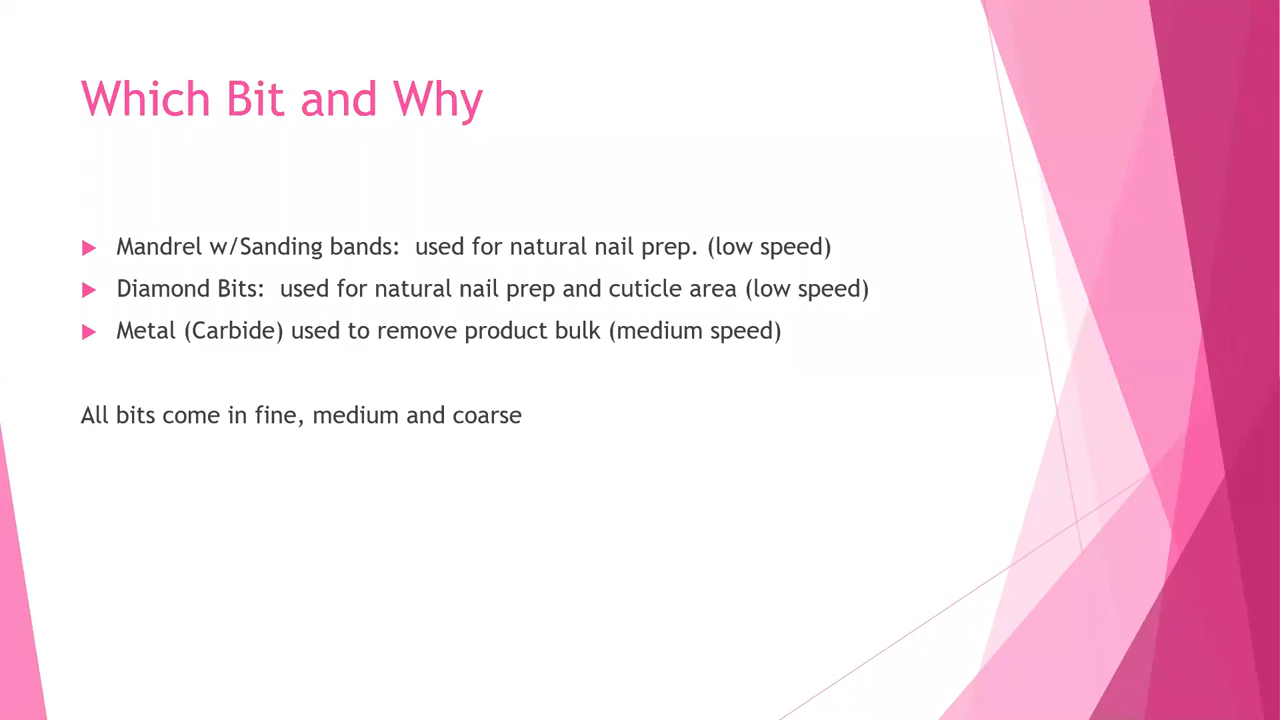 Which Bit and Why
Mandrel w/Sanding bands:  used for natural nail prep. (low speed)
Diamond Bits:  used for natural nail prep and cuticle area (low speed)
Metal (Carbide) used to remove product bulk (medium speed)
All bits come in fine, medium and coarse